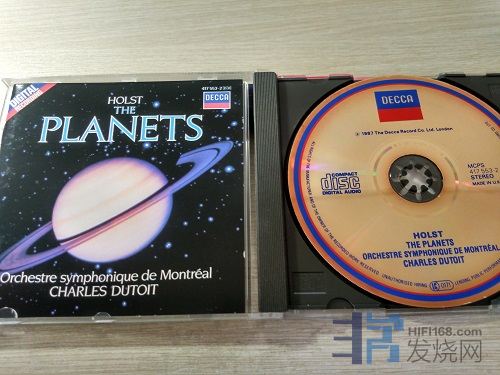 DIGITAL
RECORDING
417 553-2 DH
DECCA
HOLST
THE
PLANETS
Orchestre symphonique de Montréal
CHARLES DUTOIT
DECCA
℗ 1987 The Decca Record Co. Ltd. London
COMPACT
disc
DIGITAL AUDIO
MCPS
417 553-2
STEREO
HOLST
THE PLANETS
ORCHESTRE SYMPHONIQUE DE MONTRÉAL
CHARLES DUTOIT
HIFI168.com
发烧网